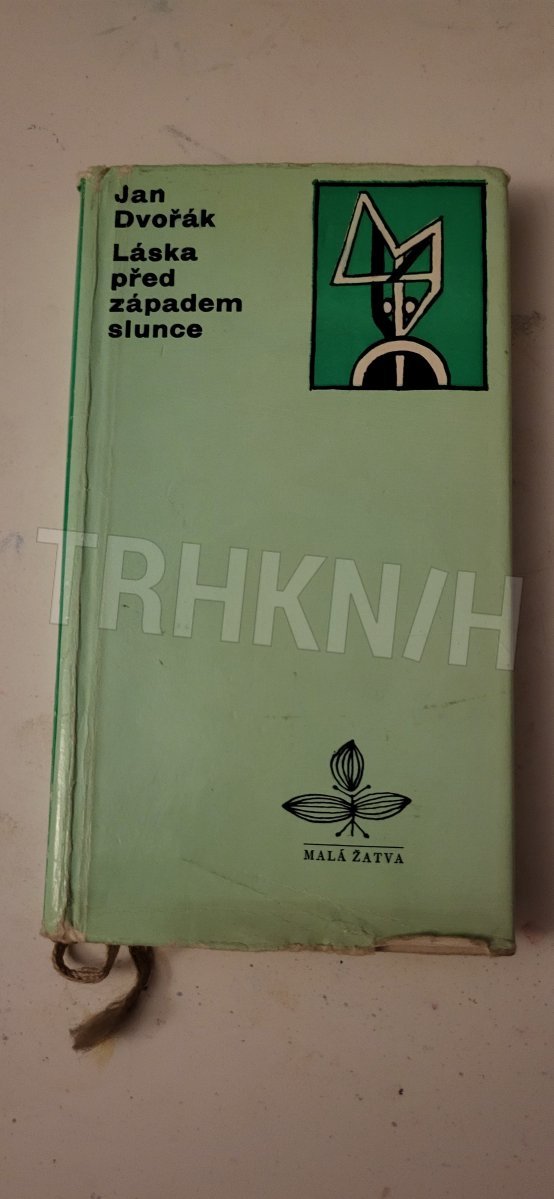 Jan
Dvořák
Láska
před
západem
slunce
TRHKN/H
MALÁ ŽATVA